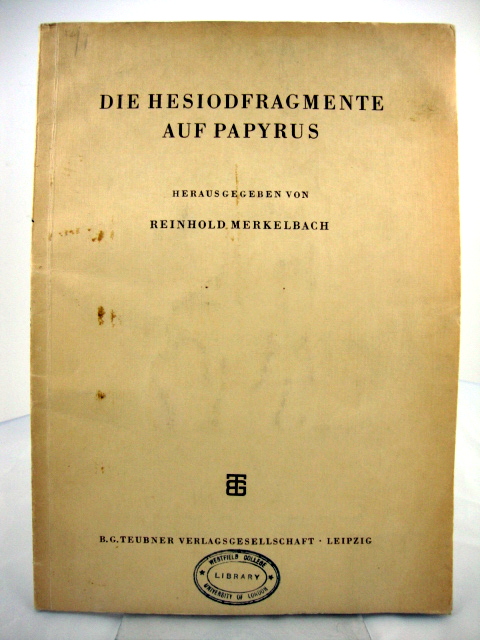 DIE HESIODFRAGMENTE
AUF PAPYRUS
HERAUSGEGEBEN VON
REINHOLD MERKELBACH
B.G. TEUBNER VERLAGSGESELLSCHAFT · LEIPZIG
WESTFIELD COLLEGE
LIBRARY
UNIVERSITY OF LONDON